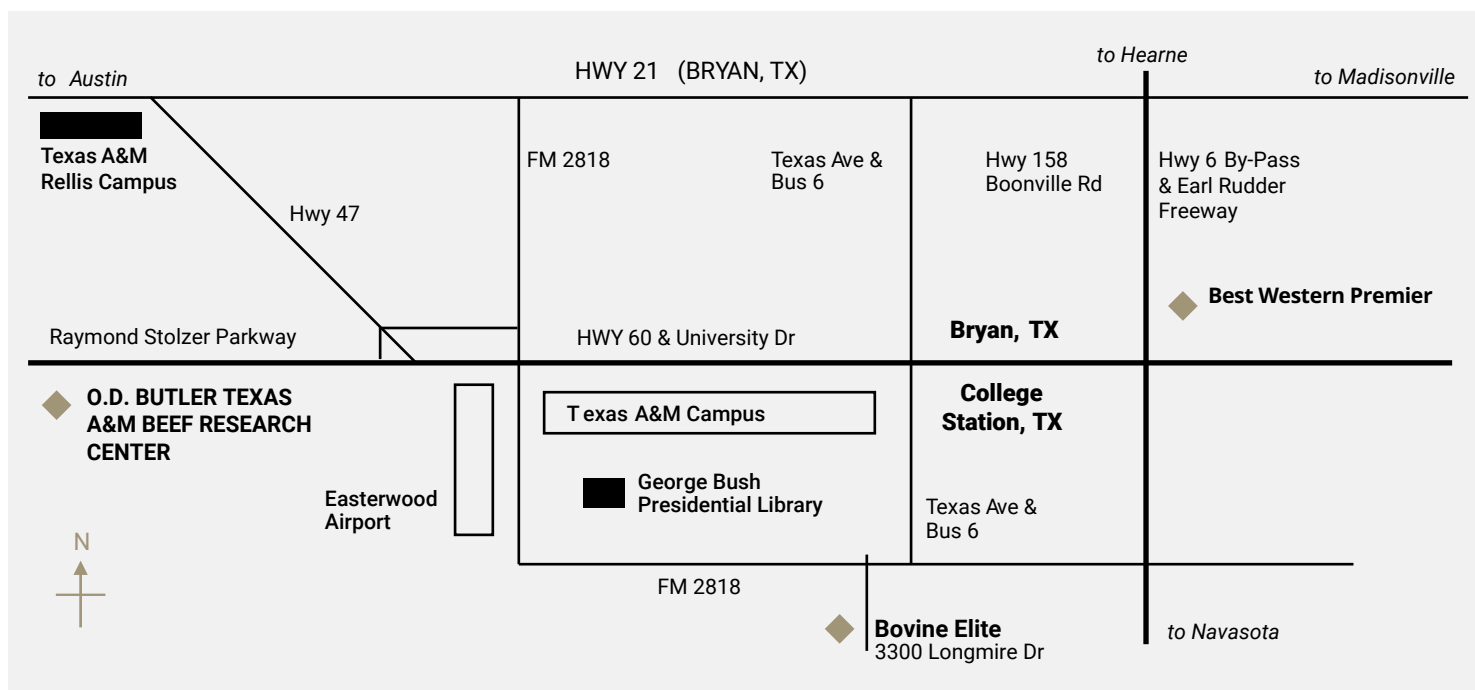 to Hearne
to Austin
HWY 21 (BRYAN, TX)
to Madisonville
Texas A&M
Rellis Campus
Hwy 47
FM 2818
Texas Ave &
Bus 6
Hwy 158
Boonville Rd
Hwy 6 By-Pass
& Earl Rudder
Freeway
Best Western Premier
Raymond Stolzer Parkway
HWY 60 & University Dr
Bryan, TX
O.D. BUTLER TEXAS
A&M BEEF RESEARCH
CENTER
Texas A&M Campus
College
Station, TX
Easterwood
Airport
George Bush
Presidential Library
Texas Ave &
Bus 6
N
FM 2818
Bovine Elite
3300 Longmire Dr
to Navasota